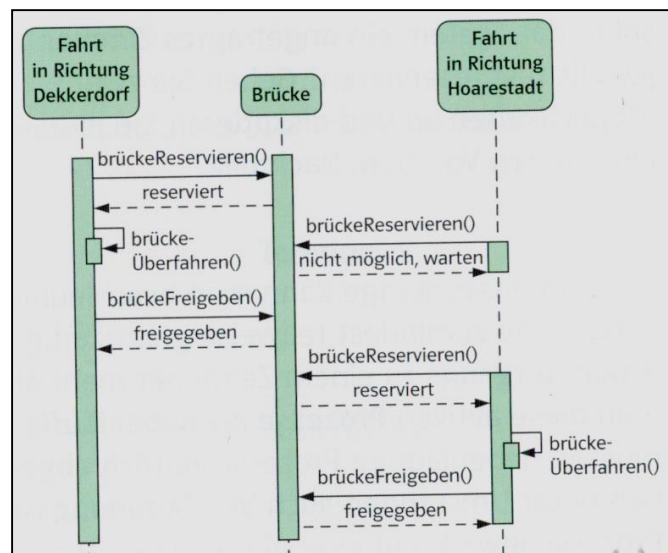 Fahrt
in Richtung
Dekkerdorf
Brücke
Fahrt
in Richtung
Hoarestadt
brückeReservieren()
reserviert
brücke-
Überfahren()
brückeReservieren()
nicht möglich, warten
brückeFreigeben()
freigegeben
brückeReservieren()
reserviert
brücke-
Überfahren()
brückeFreigeben()
freigegeben